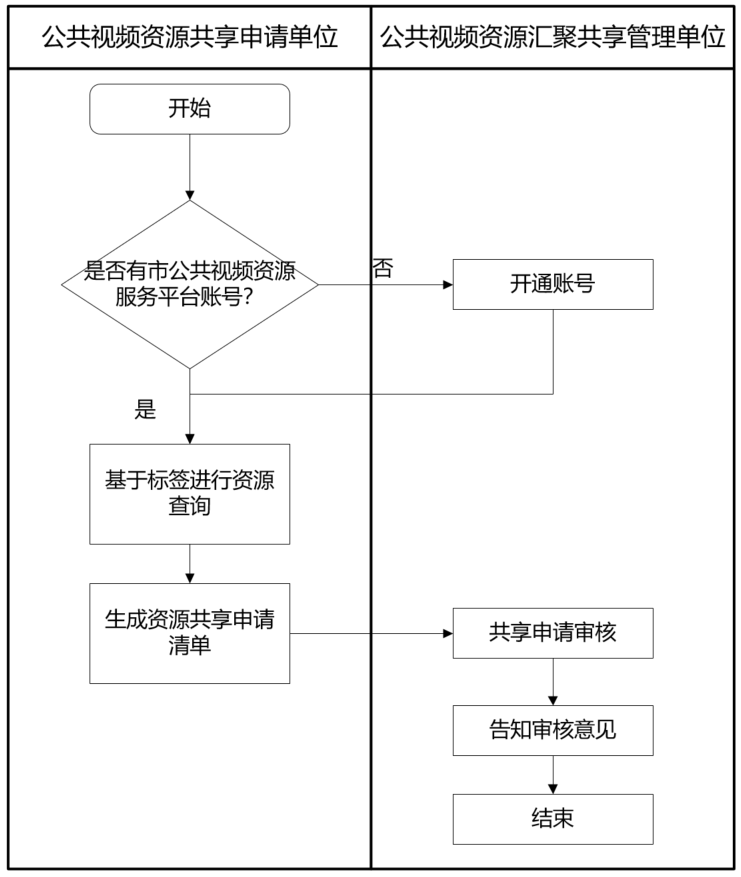 公共视频资源共享申请单位
公共视频资源汇聚共享管理单位
开始
是否有市公共视频资源
服务平台账号？
否
开通账号
是
基于标签进行资源
查询
生成资源共享申请
清单
共享申请审核
告知审核意见
结束